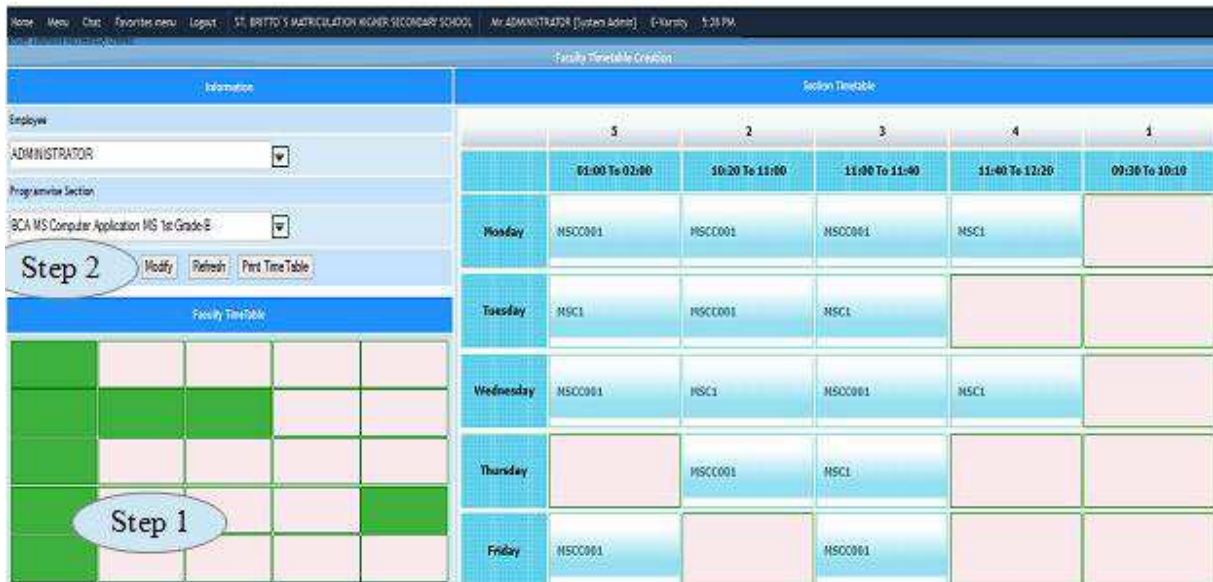 Home Menu Chat Favorites menu Logout ST. BRITTO`S MATRICULATION HIGHER SECONDARY SCHOOL Mr.ADMINISTRATOR [System Admin] E-Varsity 5:28 PM
Faculty Timetable Creation
Information
Employee
ADMINISTRATOR
Programwise Section
BCA MS Computer Application MS 1st Grade-B
Step 2 Modify Refresh Print Time Table
Faculty TimeTable
Step 1
Section Timetable
5 2 3 4 1
01:00 To 02:00 10:20 To 11:00 11:00 To 11:40 11:40 To 12:20 09:30 To 10:10
Monday MSCC001 MSCC001 MSCC001 MSC1
Tuesday MSC1 MSCC001 MSC1
Wednesday MSCC001 MSC1 MSCC001 MSC1
Thursday MSCC001 MSC1
Friday MSCC001 MSCC001